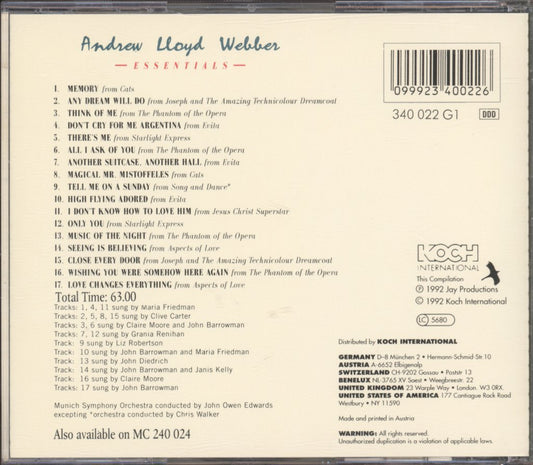 Andrew Lloyd Webber
— ESSENTIALS —
1. MEMORY from Cats
2. ANY DREAM WILL DO from Joseph and The Amazing Technicolour Dreamcoat
3. THINK OF ME from The Phantom of the Opera
4. DON'T CRY FOR ME ARGENTINA from Evita
5. THERE'S ME from Starlight Express
6. ALL I ASK OF YOU from The Phantom of the Opera
7. ANOTHER SUITCASE, ANOTHER HALL from Evita
8. MAGICAL MR. MISTOFFELES from Cats
9. TELL ME ON A SUNDAY from Song and Dance*
10. HIGH FLYING ADORED from Evita
11. I DON'T KNOW HOW TO LOVE HIM from Jesus Christ Superstar
12. ONLY YOU from Starlight Express
13. MUSIC OF THE NIGHT from The Phantom of the Opera
14. SEEING IS BELIEVING from Aspects of Love
15. CLOSE EVERY DOOR from Joseph and The Amazing Technicolour Dreamcoat
16. WISHING YOU WERE SOMEHOW HERE AGAIN from The Phantom of the Opera
17. LOVE CHANGES EVERYTHING from Aspects of Love
Total Time: 63.00
Tracks: 1, 4, 11 sung by Maria Friedman
Tracks: 2, 5, 8, 15 sung by Clive Carter
Tracks: 3, 6 sung by Claire Moore and John Barrowman
Tracks: 7, 12 sung by Grania Renihan
Track: 9 sung by Liz Robertson
Track: 10 sung by John Barrowman and Maria Friedman
Track: 13 sung by John Diedrich
Track: 14 sung by John Barrowman and Janis Kelly
Track: 16 sung by Claire Moore
Track: 17 sung by John Barrowman
Munich Symphony Orchestra conducted by John Owen Edwards
excepting *orchestra conducted by Chris Walker
Also available on MC 240 024
099923 400226
340 022 G1 DDD
KOCH
INTERNATIONAL
This Compilation
℗ 1992 Jay Productions
© 1992 Koch International
LC 5680
Distributed by KOCH INTERNATIONAL
GERMANY D–8 München 2 • Hermann-Schmid-Str.10
AUSTRIA A-6652 Elbigenalp
SWITZERLAND CH-9202 Gossau • Poststr 13
BENELUX NL-3765 XV Soest • Weegbreestr. 22
UNITED KINGDOM 23 Warple Way • London. W3 0RX.
UNITED STATES OF AMERICA 177 Cantiague Rock Road
Westbury • NY 11590
Made and printed in Austria
WARNING: All rights reserved.
Unauthorized duplication is a violation of applicable laws.